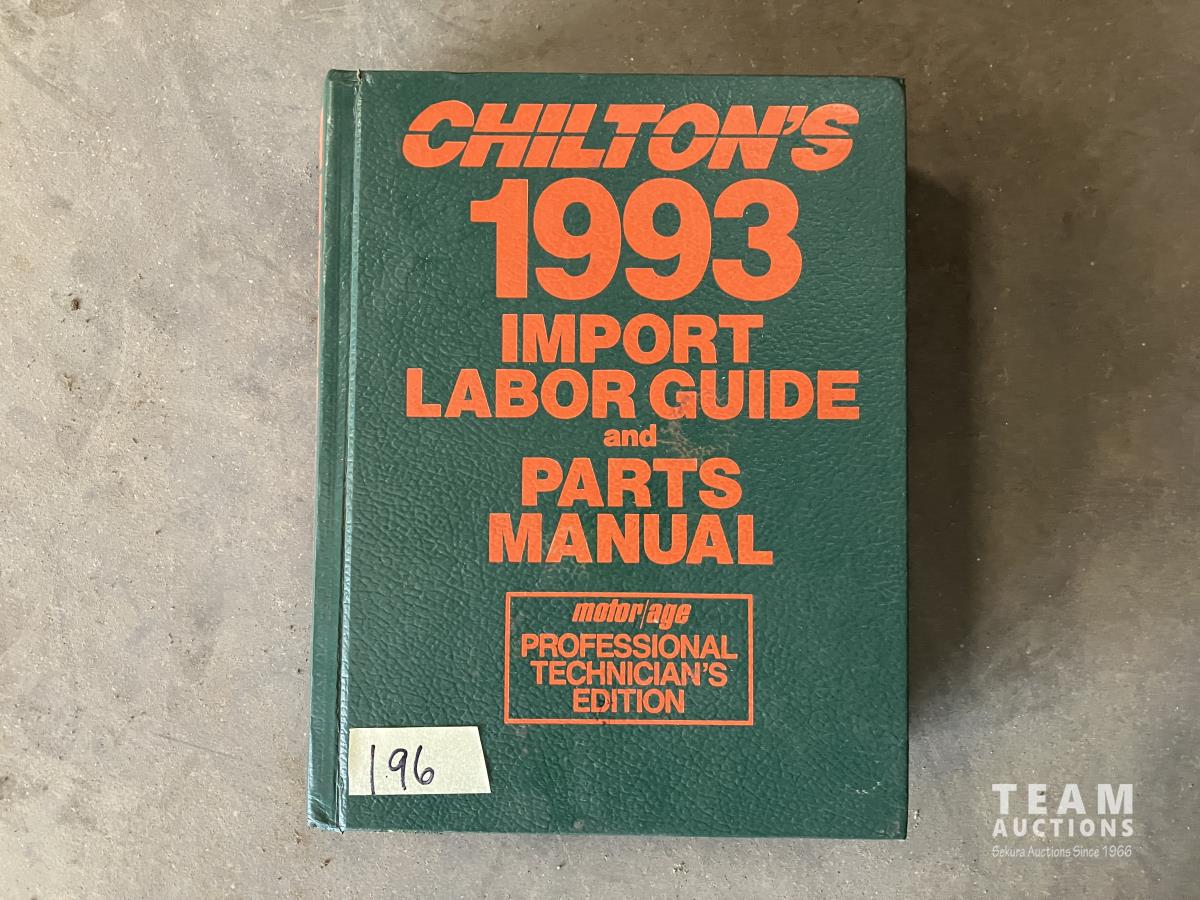 CHILTON'S
1993
IMPORT
LABOR GUIDE
and
PARTS
MANUAL
motor/age
PROFESSIONAL
TECHNICIAN'S
EDITION
196
TEAM
AUCTIONS
Sekura Auctions Since 1966